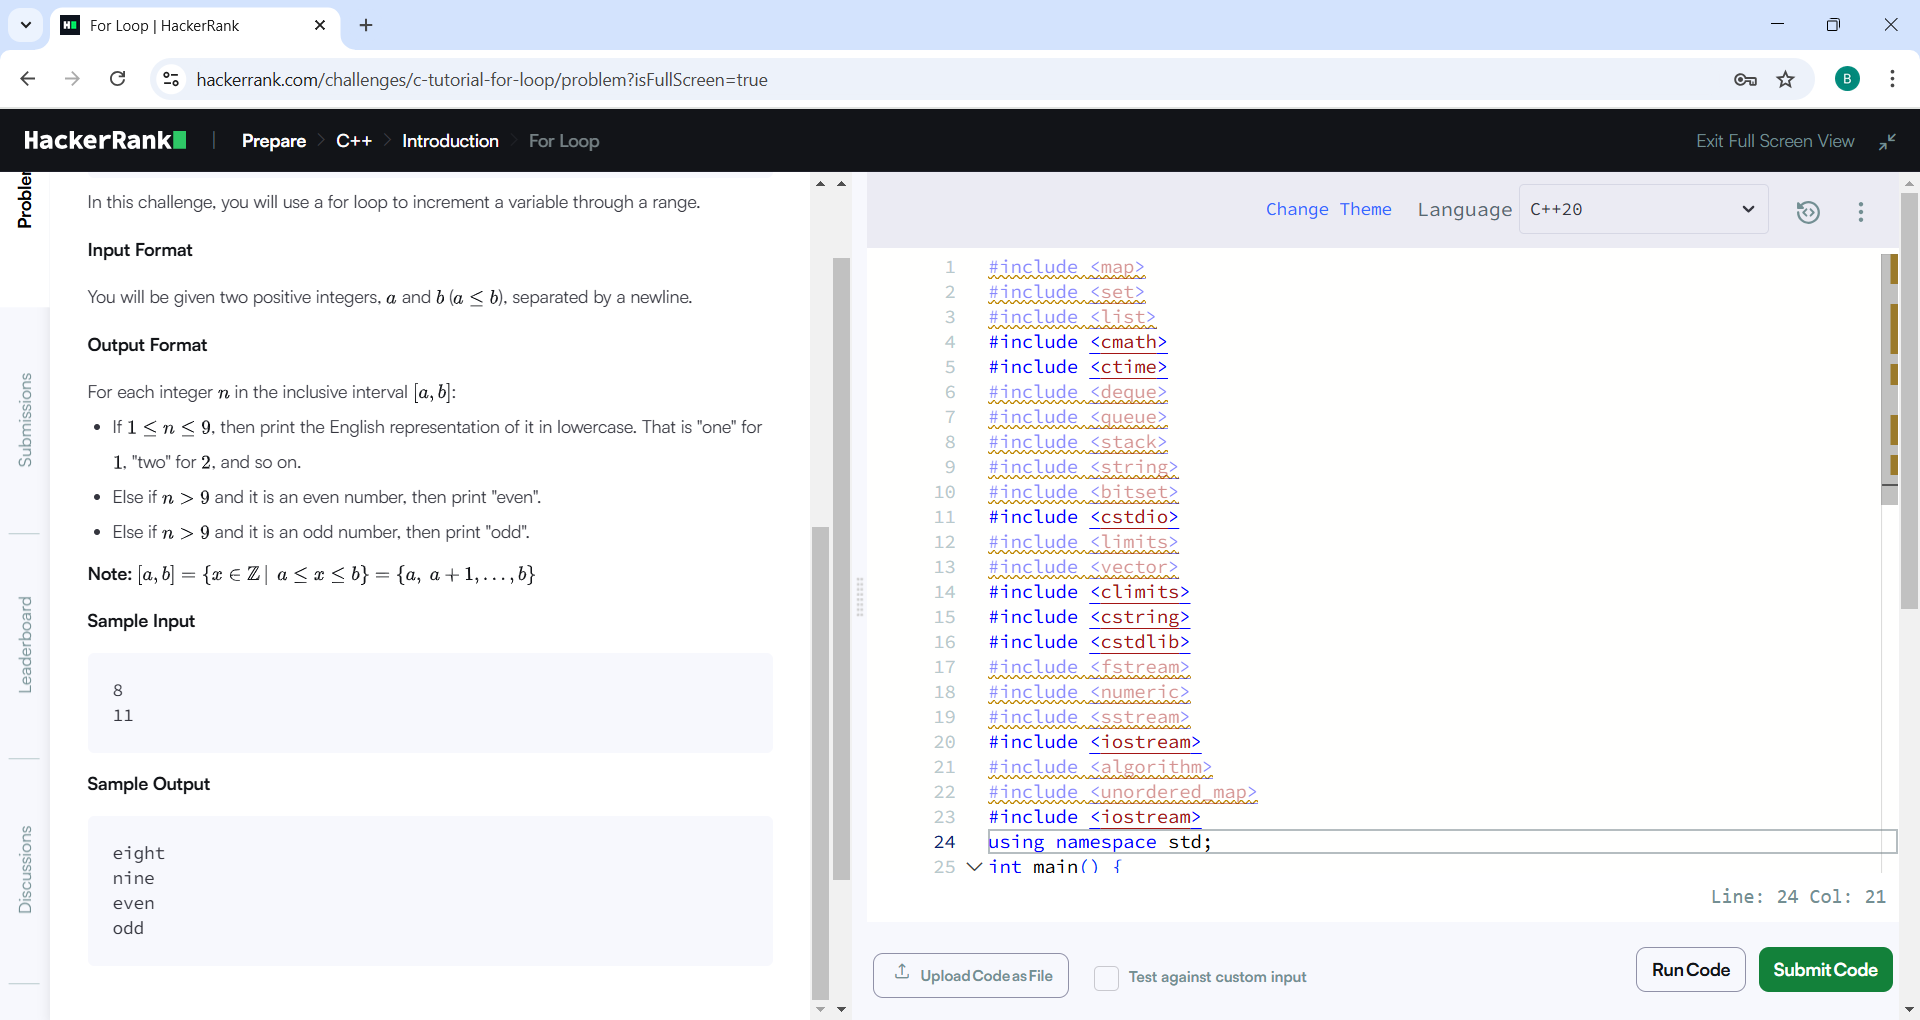 For Loop | HackerRank
hackerrank.com/challenges/c-tutorial-for-loop/problem?isFullScreen=true
B
HackerRank
Prepare > C++ > Introduction > For Loop
Exit Full Screen View
Submissions
Leaderboard
Discussions
In this challenge, you will use a for loop to increment a variable through a range.
Input Format
You will be given two positive integers, a and b (a ≤ b), separated by a newline.
Output Format
For each integer n in the inclusive interval [a, b]:
• If 1 ≤ n ≤ 9, then print the English representation of it in lowercase. That is "one" for
1, "two" for 2, and so on.
• Else if n > 9 and it is an even number, then print "even".
• Else if n > 9 and it is an odd number, then print "odd".
Note: [a, b] = {x ∈ ℤ | a ≤ x ≤ b} = {a, a + 1, . . . , b}
Sample Input
8
11
Sample Output
eight
nine
even
odd
Change Theme Language C++20
1 #include <map>
2 #include <set>
3 #include <list>
4 #include <cmath>
5 #include <ctime>
6 #include <deque>
7 #include <queue>
8 #include <stack>
9 #include <string>
10 #include <bitset>
11 #include <cstdio>
12 #include <limits>
13 #include <vector>
14 #include <climits>
15 #include <cstring>
16 #include <cstdlib>
17 #include <fstream>
18 #include <numeric>
19 #include <sstream>
20 #include <iostream>
21 #include <algorithm>
22 #include <unordered_map>
23 #include <iostream>
24 using namespace std;
25 int main() {
Line: 24 Col: 21
Upload Code as File
Test against custom input
Run Code
Submit Code